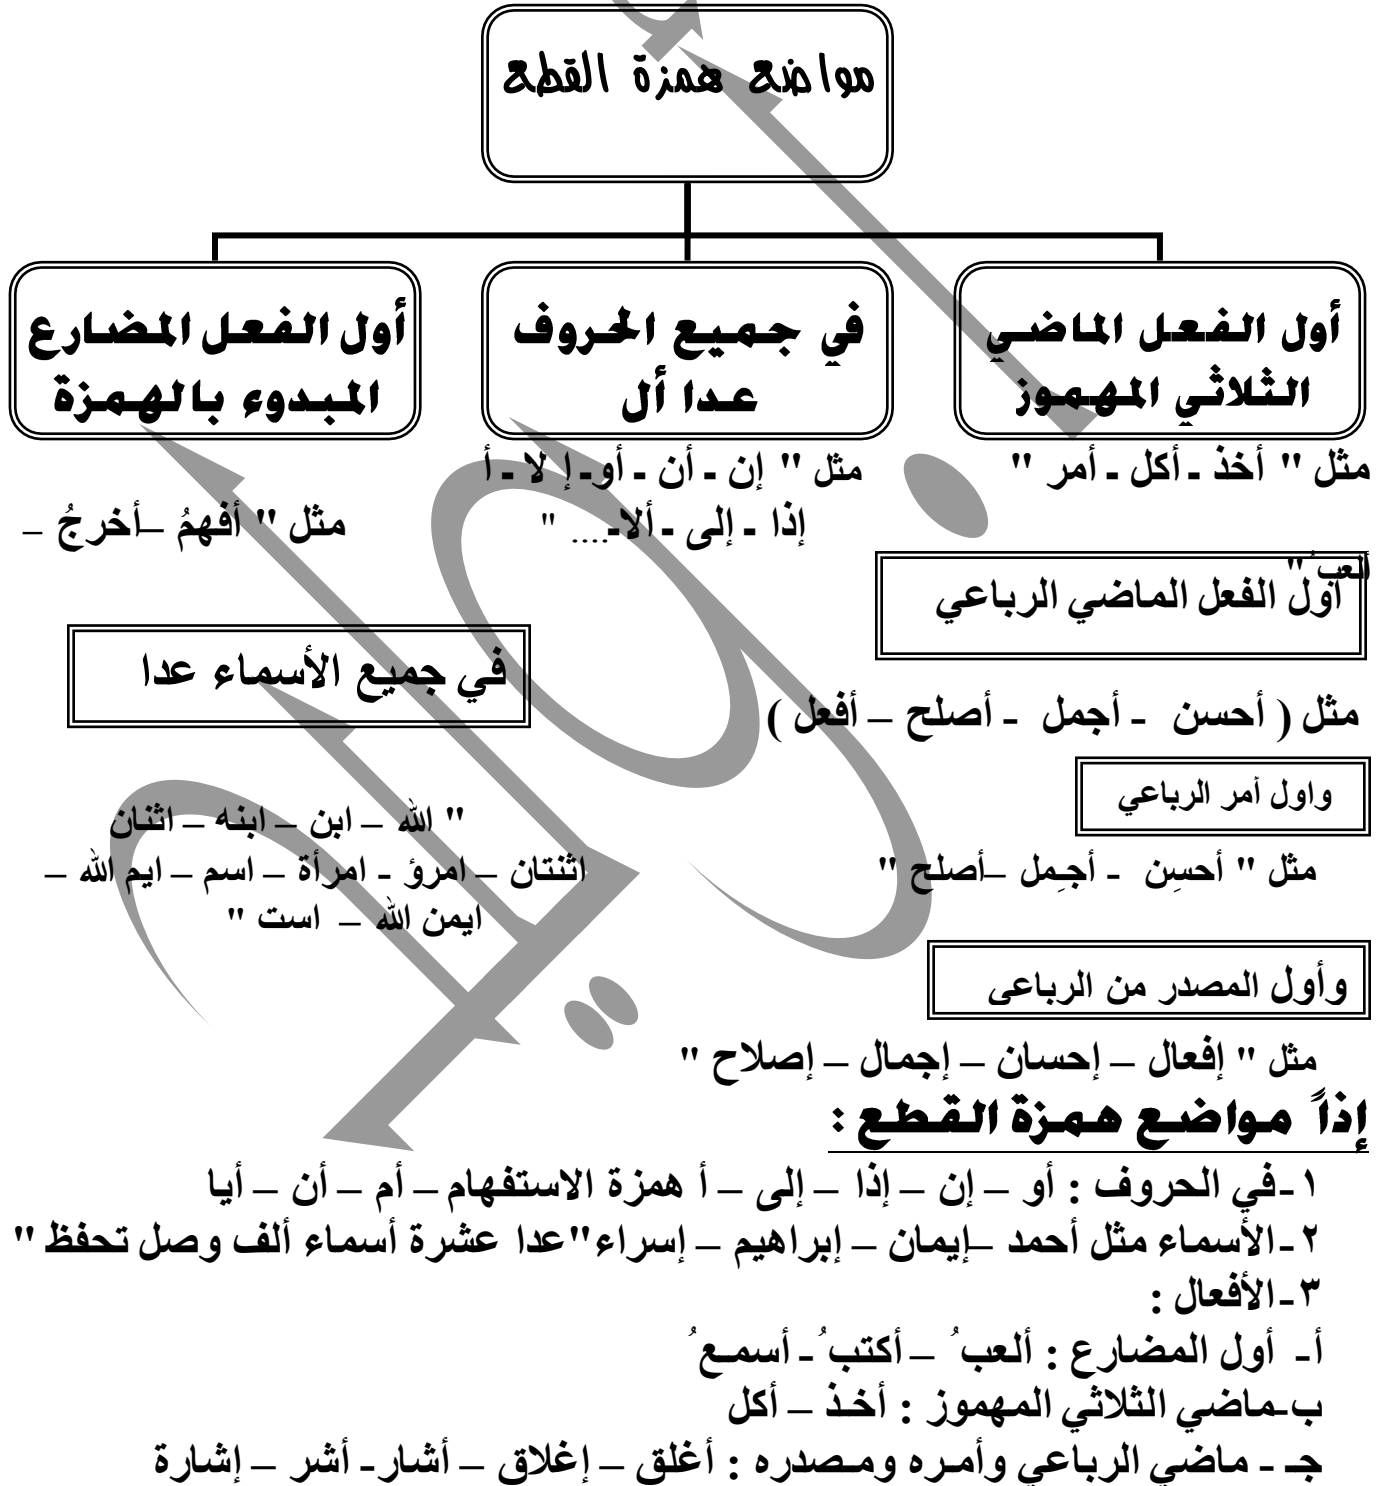 مواضع همزة القطع
أول الفعل الماضي
الثلاثي المهموز
في جميع الحروف
عدا أل
أول الفعل المضارع
المبدوء بالهمزة
مثل " أخذ ـ أكل ـ أمر "
مثل " إن ـ أن ـ أو ـ إ لا ـ أ
إذا ـ إلى ـ ألا ـ.... "
مثل " أفهمُ – أخرجُ –
ألعبُ "
أول الفعل الماضي الرباعي
في جميع الأسماء عدا
مثل ( أحسن ـ أجمل ـ أصلح – أفعل )
واول أمر الرباعي
" الله – ابن – ابنه – اثنان
اثنتان – امرؤ ـ امرأة – اسم – ايم الله –
ايمن الله – است "
مثل " أحسِن ـ أجمِل – أصلح "
وأول المصدر من الرباعى
مثل " إفعال – إحسان – إجمال – إصلاح "
إذاً مواضع همزة القطع :
١ـ في الحروف : أو – إن – إذا – إلى – أ همزة الاستفهام – أم – أن – أيا
٢ـ الأسماء مثل أحمد – إيمان – إبراهيم – إسراء "عدا عشرة أسماء ألف وصل تحفظ "
٣ـ الأفعال :
أـ أول المضارع : ألعبُ – أكتبُ ـ أسمعُ
ب ـ ماضي الثلاثي المهموز : أخذ – أكل
جـ ـ ماضي الرباعي وأمره ومصدره : أغلق – إغلاق – أشار ـ أشر – إشارة